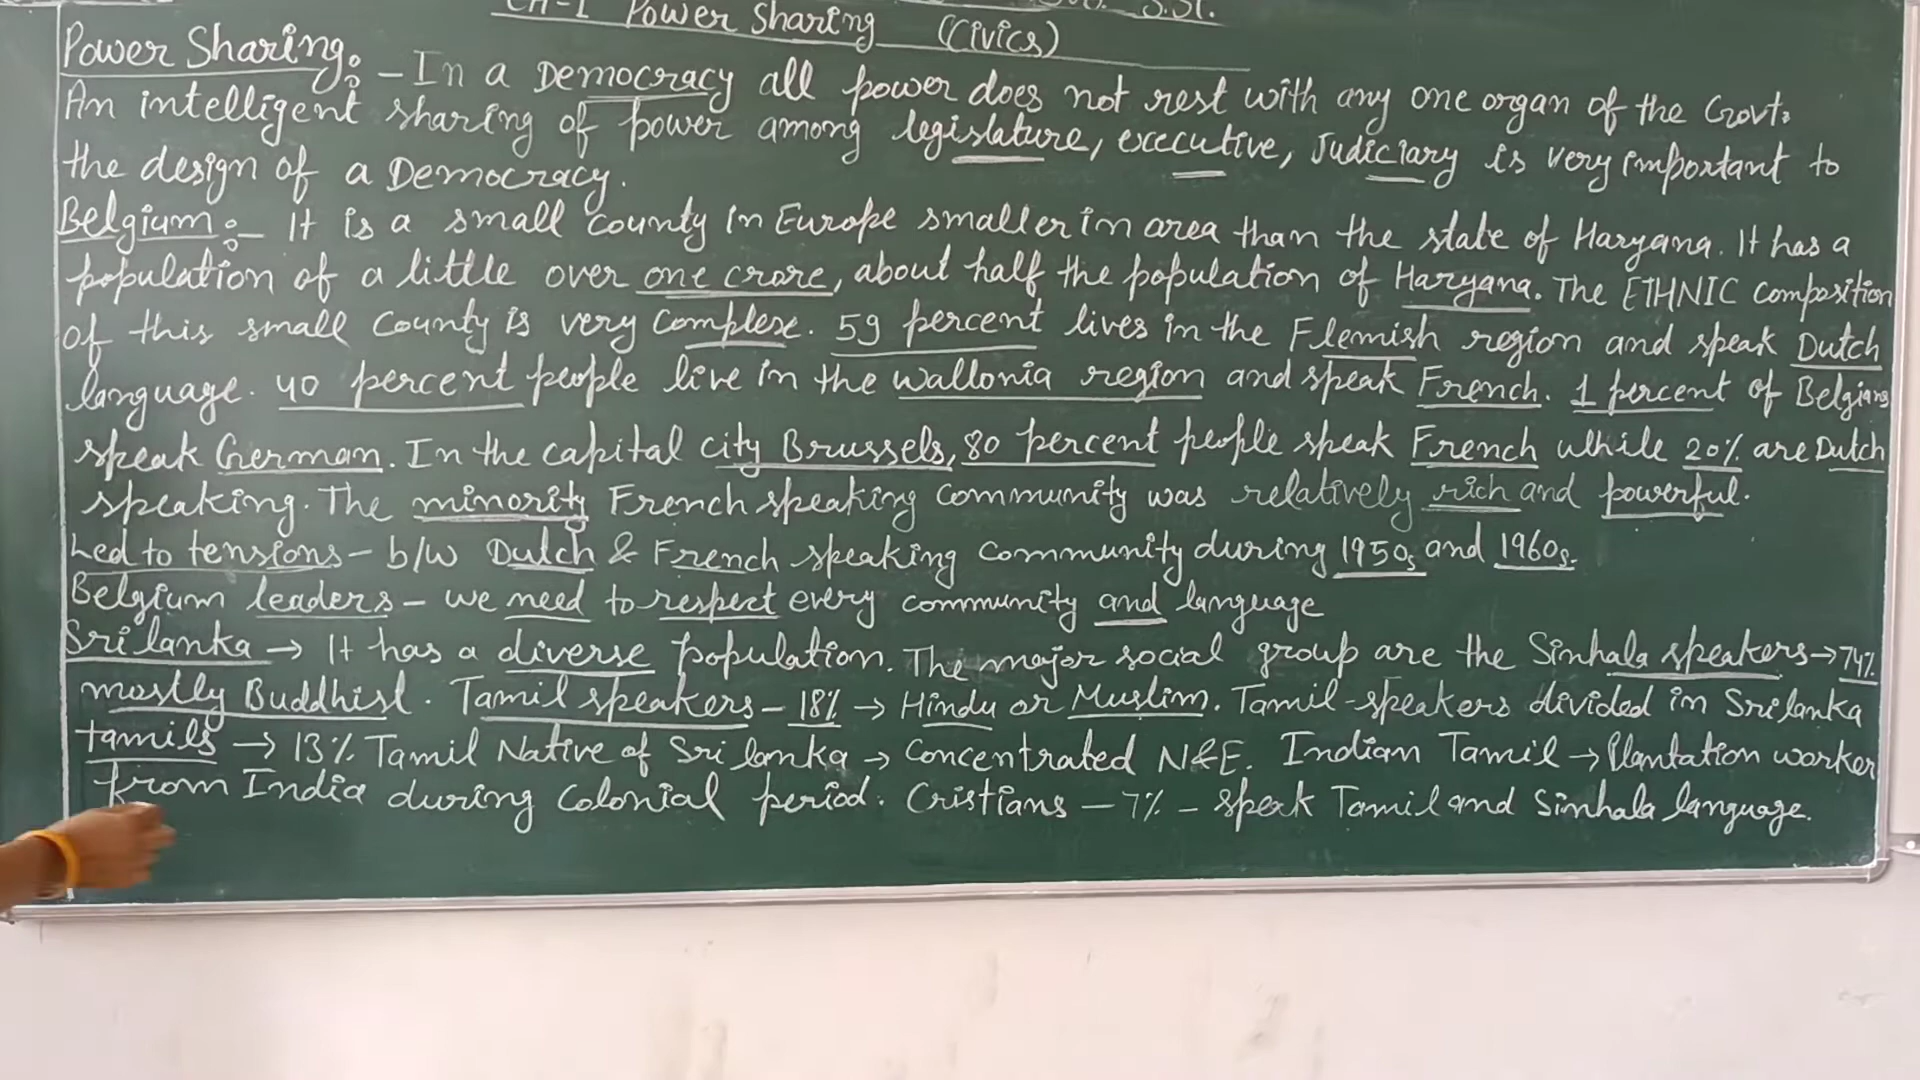 Ch-1 Power Sharing (Civics) Sub. S.St.
Power Sharing:- In a Democracy all power does not rest with any one organ of the Govt.
An intelligent sharing of power among legislature, executive, Judiciary is very important to
the design of a Democracy.
Belgium:- It is a small county in Europe smaller in area than the state of Haryana. It has a
population of a little over one crore, about half the population of Haryana. The ETHNIC Composition
of this small County is very Complex. 59 percent lives in the Flemish region and speak Dutch
language. 40 percent people live in the Wallonia region and speak French. 1 percent of Belgians
speak German. In the capital city Brussels, 80 percent people speak French while 20% are Dutch
speaking. The minority French speaking Community was relatively rich and powerful.
Led to tensions - b/w Dutch & French speaking Community during 1950s and 1960s.
Belgium leaders - we need to respect every community and language
Sri lanka → It has a diverse population. The major social group are the Sinhala speakers → 74%
mostly Buddhist. Tamil speakers - 18% → Hindu or Muslim. Tamil-speakers divided in Sri lanka
tamils → 13% Tamil Native of Sri lanka → Concentrated N&E. Indian Tamil → Plantation worker
from India during Colonial period. Cristians - 7% - speak Tamil and Sinhala language.